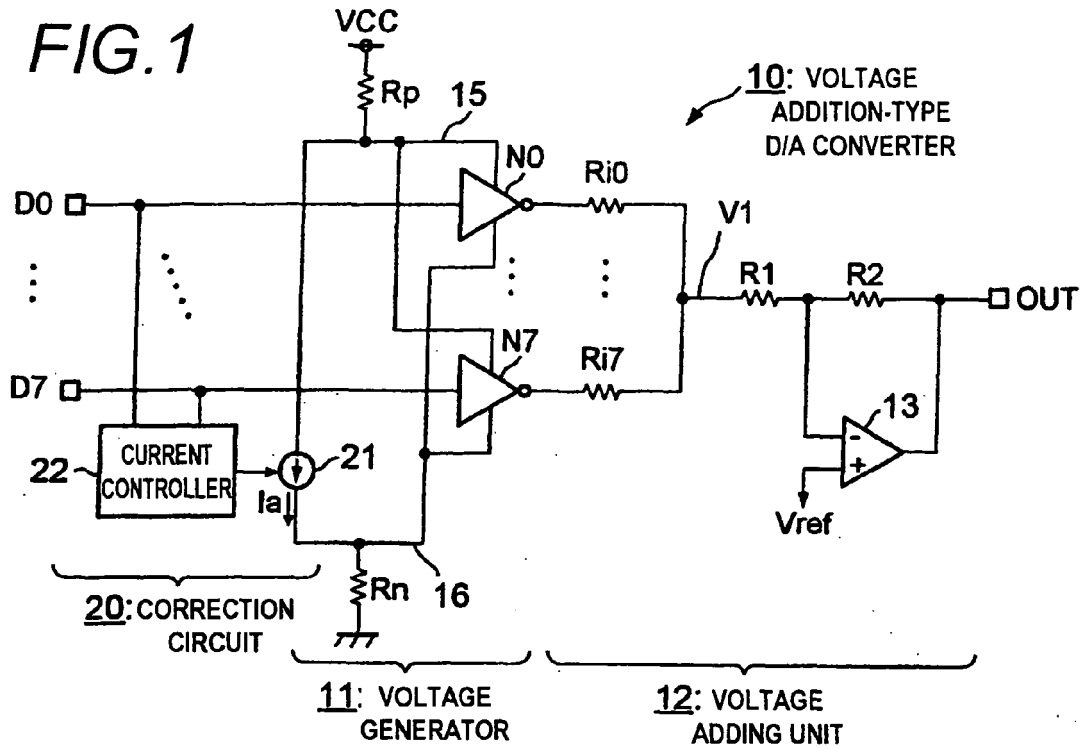 FIG.1
VCC
Rp
15
10: VOLTAGE
ADDITION-TYPE
D/A CONVERTER
N0
Ri0
D0
V1
R1
R2
OUT
N7
Ri7
D7
13
-
+
Vref
22
CURRENT
CONTROLLER
21
Ia
Rn
16
20: CORRECTION
CIRCUIT
11: VOLTAGE
GENERATOR
12: VOLTAGE
ADDING UNIT